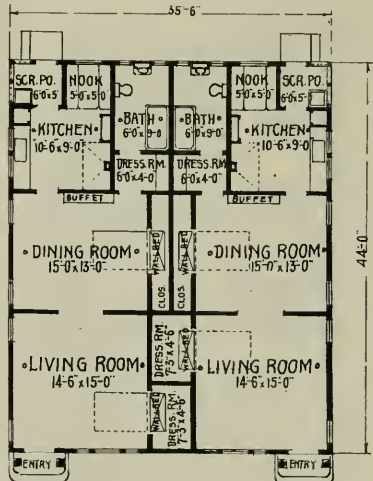 35'-6"
SCR. PO.
6'-0"x5'
NOOK
5'-0"x5'-0"
NOOK
5'-0"x5'-0"
SCR. PO.
6'-0"x5'-
BATH
6'-0"x9'-0"
BATH
6'-0"x9'-0"
KITCHEN
10'-6"x9'-0"
KITCHEN
10'-6"x9'-0"
DRESS. RM.
6'-0"x4'-0"
DRESS. RM.
6'-0"x4'-0"
BUFFET
BUFFET
44'-0"
DINING ROOM
15'-0"x13'-0"
WALL BED
WALL BED
DINING ROOM
15'-0"x13'-0"
CLOS.
CLOS.
DRESS. RM.
7'-3"x4'-6"
WALL BED
LIVING ROOM
14'-6"x15'-0"
LIVING ROOM
14'-6"x15'-0"
WALL BED
DRESS. RM.
7'-3"x4'-6"
ENTRY
ENTRY